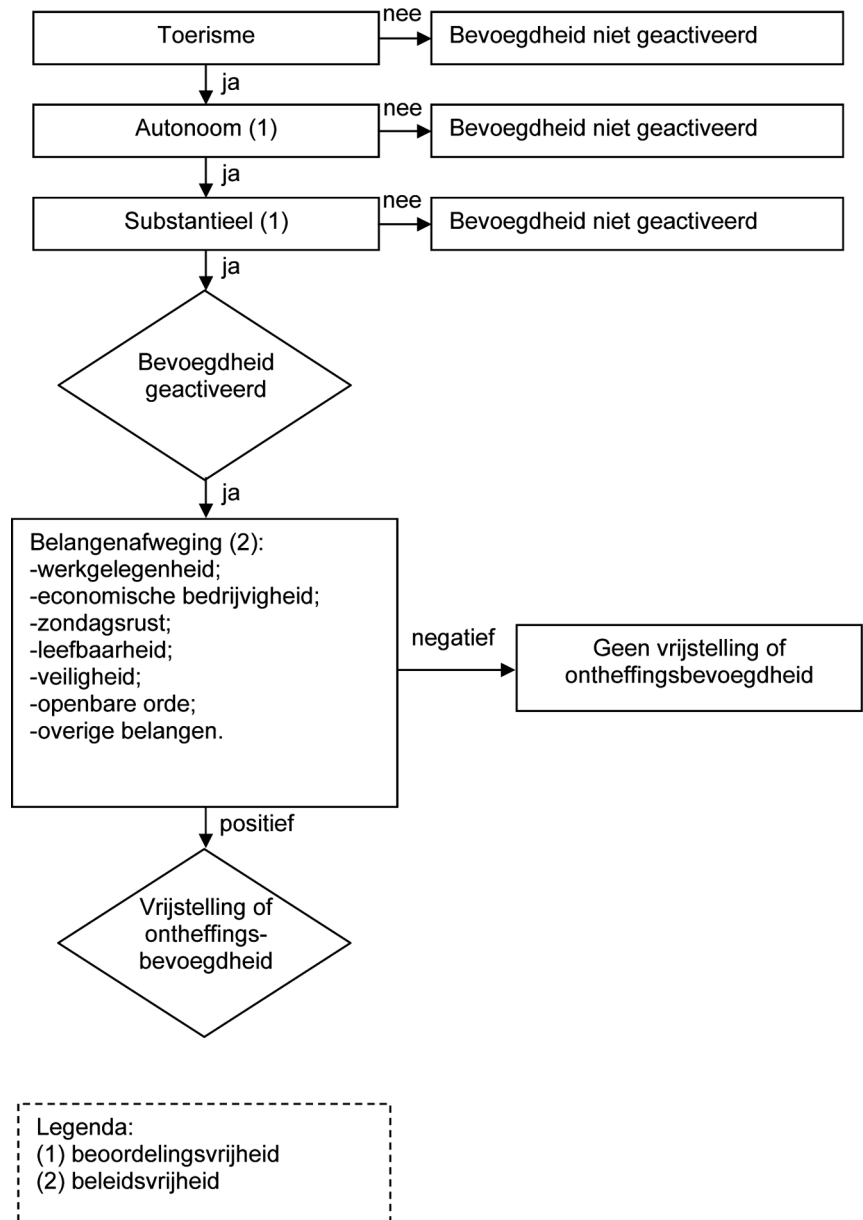 Toerisme
nee
Bevoegdheid niet geactiveerd
ja
Autonoom (1)
nee
Bevoegdheid niet geactiveerd
ja
Substantieel (1)
nee
Bevoegdheid niet geactiveerd
ja
Bevoegdheid
geactiveerd
ja
Belangenafweging (2):
-werkgelegenheid;
-economische bedrijvigheid;
-zondagsrust;
-leefbaarheid;
-veiligheid;
-openbare orde;
-overige belangen.
negatief
Geen vrijstelling of
ontheffingsbevoegdheid
positief
Vrijstelling of
ontheffings-
bevoegdheid
Legenda:
(1) beoordelingsvrijheid
(2) beleidsvrijheid